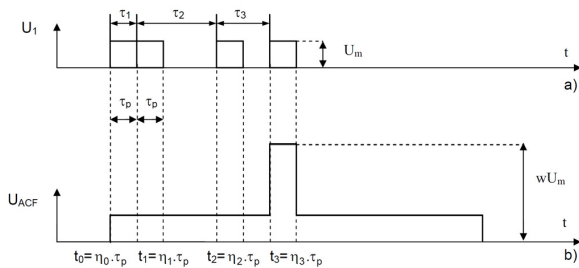 τ₁ τ₂ τ₃
U₁
Uₘ
t
a)
τₚ τₚ
wUₘ
U_ACF
t
t₀= η₀.τₚ t₁= η₁.τₚ t₂= η₂.τₚ t₃= η₃.τₚ b)